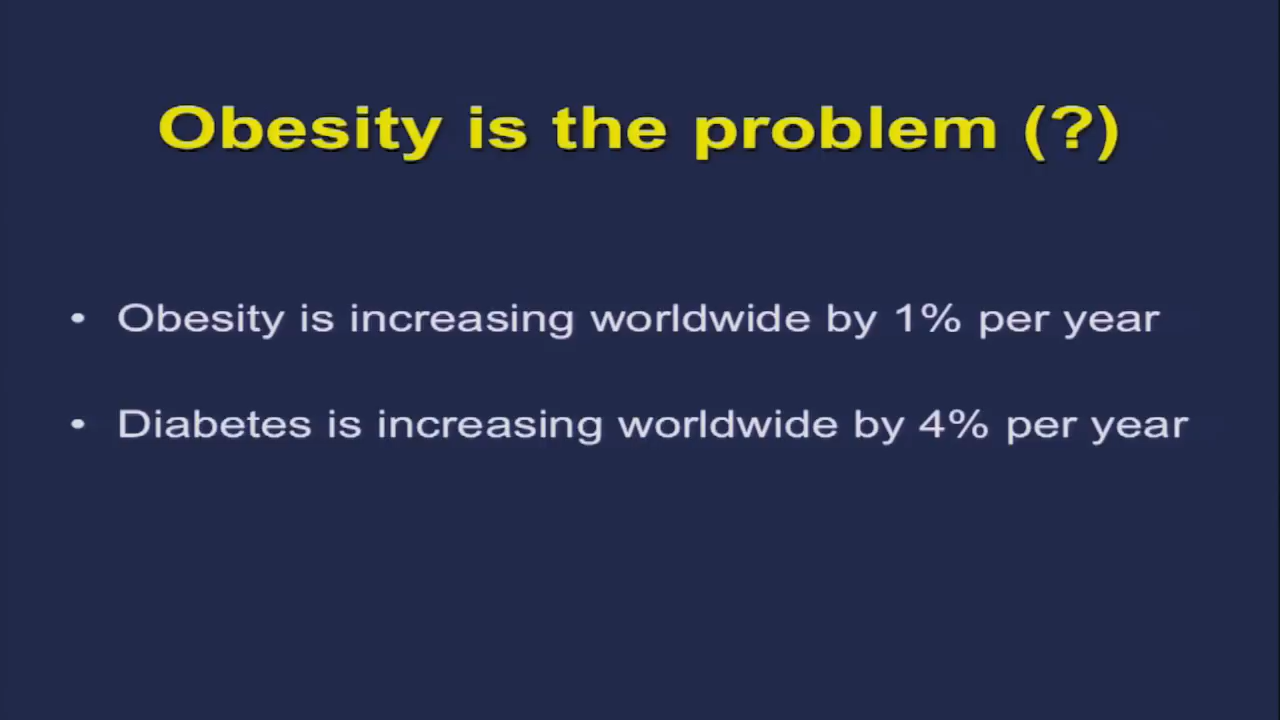 Obesity is the problem (?)
• Obesity is increasing worldwide by 1% per year
• Diabetes is increasing worldwide by 4% per year